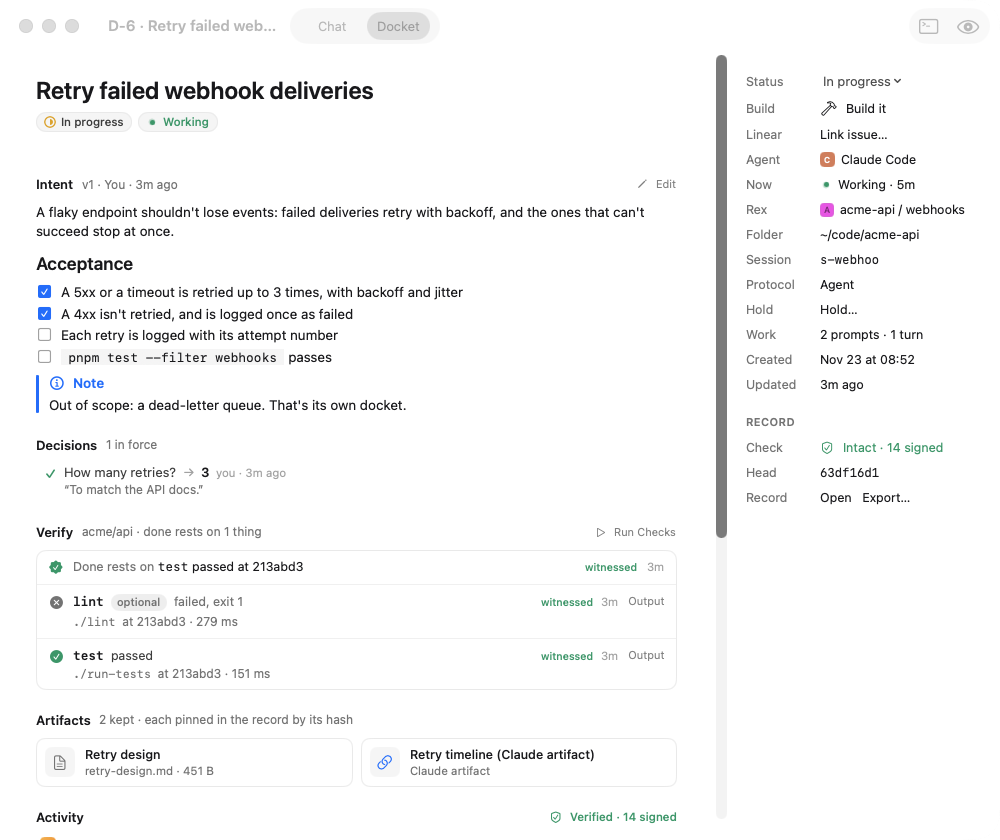 D-6 · Retry failed web...
Chat
Docket
Retry failed webhook deliveries
In progress
Working
Intent v1 · You · 3m ago
Edit
A flaky endpoint shouldn't lose events: failed deliveries retry with backoff, and the ones that can't
succeed stop at once.
Acceptance
A 5xx or a timeout is retried up to 3 times, with backoff and jitter
A 4xx isn't retried, and is logged once as failed
Each retry is logged with its attempt number
pnpm test --filter webhooks passes
Note
Out of scope: a dead-letter queue. That's its own docket.
Decisions 1 in force
How many retries? → 3 you · 3m ago
“To match the API docs.”
Verify acme/api · done rests on 1 thing
Run Checks
Done rests on test passed at 213abd3
witnessed 3m
lint optional failed, exit 1
witnessed 3m Output
./lint at 213abd3 · 279 ms
test passed
witnessed 3m Output
./run-tests at 213abd3 · 151 ms
Artifacts 2 kept · each pinned in the record by its hash
Retry design
retry-design.md · 451 B
Retry timeline (Claude artifact)
Claude artifact
Activity
Verified · 14 signed
Status In progress
Build Build it
Linear Link issue...
Agent C Claude Code
Now Working · 5m
Rex A acme-api / webhooks
Folder ~/code/acme-api
Session s-webhoo
Protocol Agent
Hold Hold...
Work 2 prompts · 1 turn
Created Nov 23 at 08:52
Updated 3m ago
RECORD
Check Intact · 14 signed
Head 63df16d1
Record Open Export...